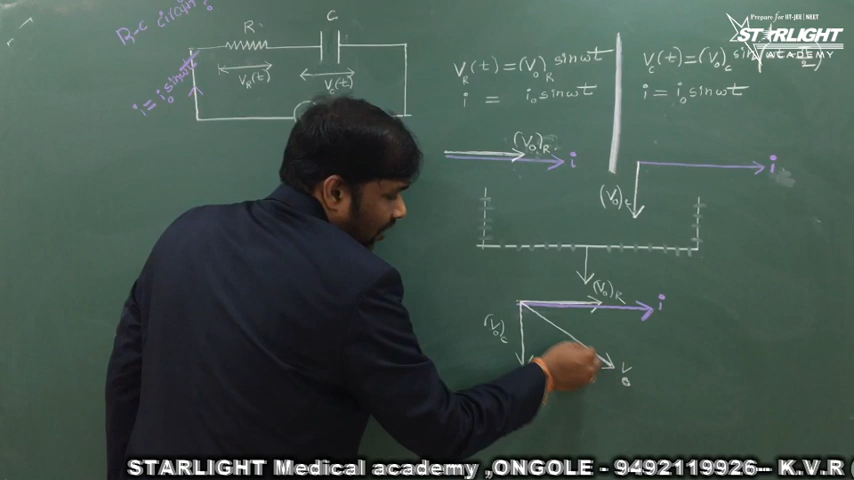 R-C circuit :
R
C
V_R(t)
V_C(t)
i = i₀ sinωt
V_R(t) = (V₀)_R sinωt
i = i₀ sinωt
V_C(t) = (V₀)_C sin
i = i₀ sinωt
(V₀)_R
i
(V₀)_C
i
(V₀)_R
i
(V₀)_C
V₀
Prepare for IIT-JEE | NEET
STARLIGHT
ACADEMY
STARLIGHT Medical academy ,ONGOLE - 9492119926-- K.V.R (